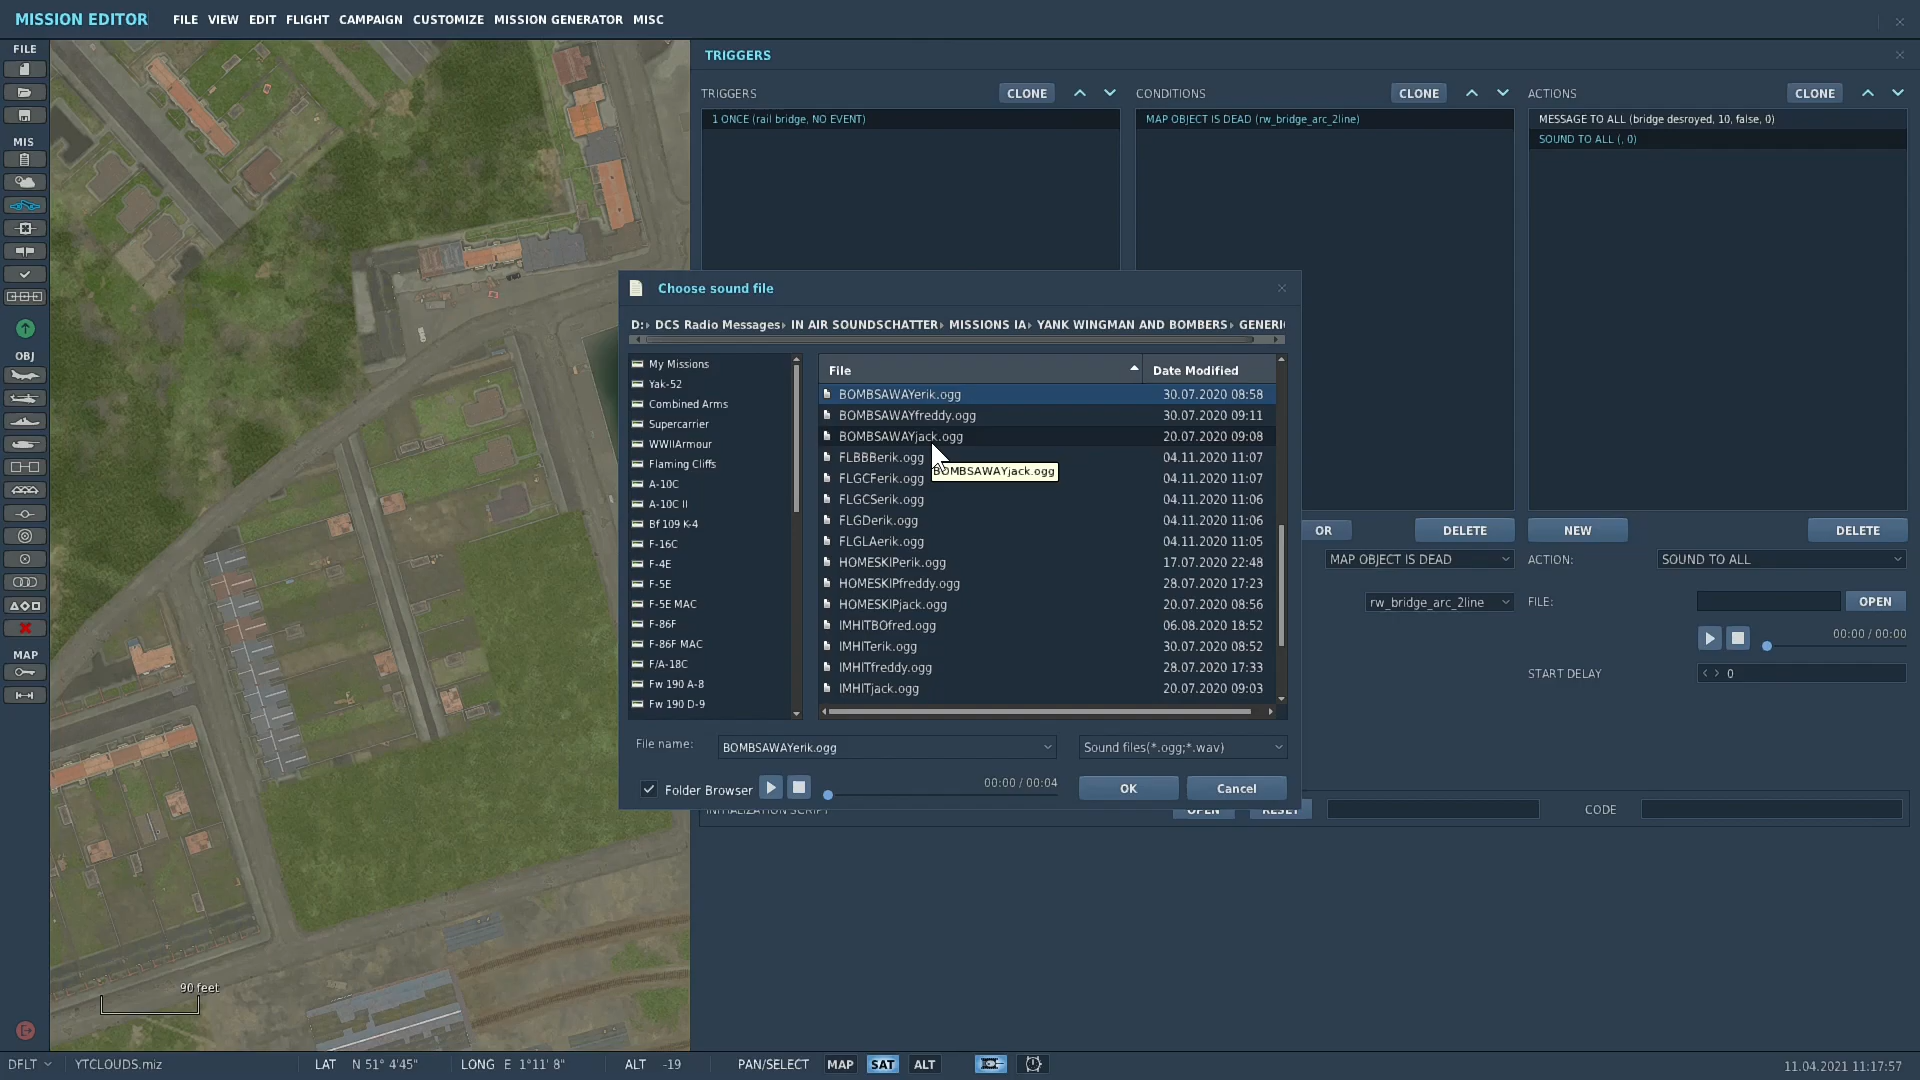 MISSION EDITOR FILE VIEW EDIT FLIGHT CAMPAIGN CUSTOMIZE MISSION GENERATOR MISC
FILE
MIS
OBJ
MAP
90 feet
TRIGGERS
TRIGGERS CLONE
1 ONCE (rail bridge, NO EVENT)
CONDITIONS CLONE
MAP OBJECT IS DEAD (rw_bridge_arc_2line)
ACTIONS CLONE
MESSAGE TO ALL (bridge desroyed, 10, false, 0)
SOUND TO ALL (, 0)
Choose sound file
D: DCS Radio Messages IN AIR SOUNDSCHATTER MISSIONS IA YANK WINGMAN AND BOMBERS
My Missions
Yak-52
Combined Arms
Supercarrier
WWIIArmour
Flaming Cliffs
A-10C
A-10C II
Bf 109 K-4
F-16C
F-4E
F-5E
F-5E MAC
F-86F
F-86F MAC
F/A-18C
Fw 190 A-8
Fw 190 D-9
File Date Modified
BOMBSAWAYerik.ogg 30.07.2020 08:58
BOMBSAWAYfreddy.ogg 30.07.2020 09:11
BOMBSAWAYjack.ogg 20.07.2020 09:08
FLBBBerik.ogg 04.11.2020 11:07
BOMBSAWAYjack.ogg
FLGCFerik.ogg 04.11.2020 11:07
FLGCSerik.ogg 04.11.2020 11:06
FLGDerik.ogg 04.11.2020 11:06
FLGLAerik.ogg 04.11.2020 11:05
HOMESKIPerik.ogg 17.07.2020 22:48
HOMESKIPfreddy.ogg 28.07.2020 17:23
HOMESKIPjack.ogg 20.07.2020 08:56
IMHITBOfred.ogg 06.08.2020 18:52
IMHITerik.ogg 30.07.2020 08:52
IMHITfreddy.ogg 28.07.2020 17:33
IMHITjack.ogg 20.07.2020 09:03
File name: BOMBSAWAYerik.ogg Sound files(*.ogg;*.wav)
Folder Browser 00:00 / 00:04 OK Cancel
OR DELETE NEW DELETE
MAP OBJECT IS DEAD ACTION: SOUND TO ALL
rw_bridge_arc_2line FILE: OPEN
00:00 / 00:00
START DELAY 0
INITIALIZATION SCRIPT OPEN RESET CODE
DFLT YTCLOUDS.miz LAT N 51° 4'45" LONG E 1°11' 8" ALT -19 PAN/SELECT MAP SAT ALT 11.04.2021 11:17:57